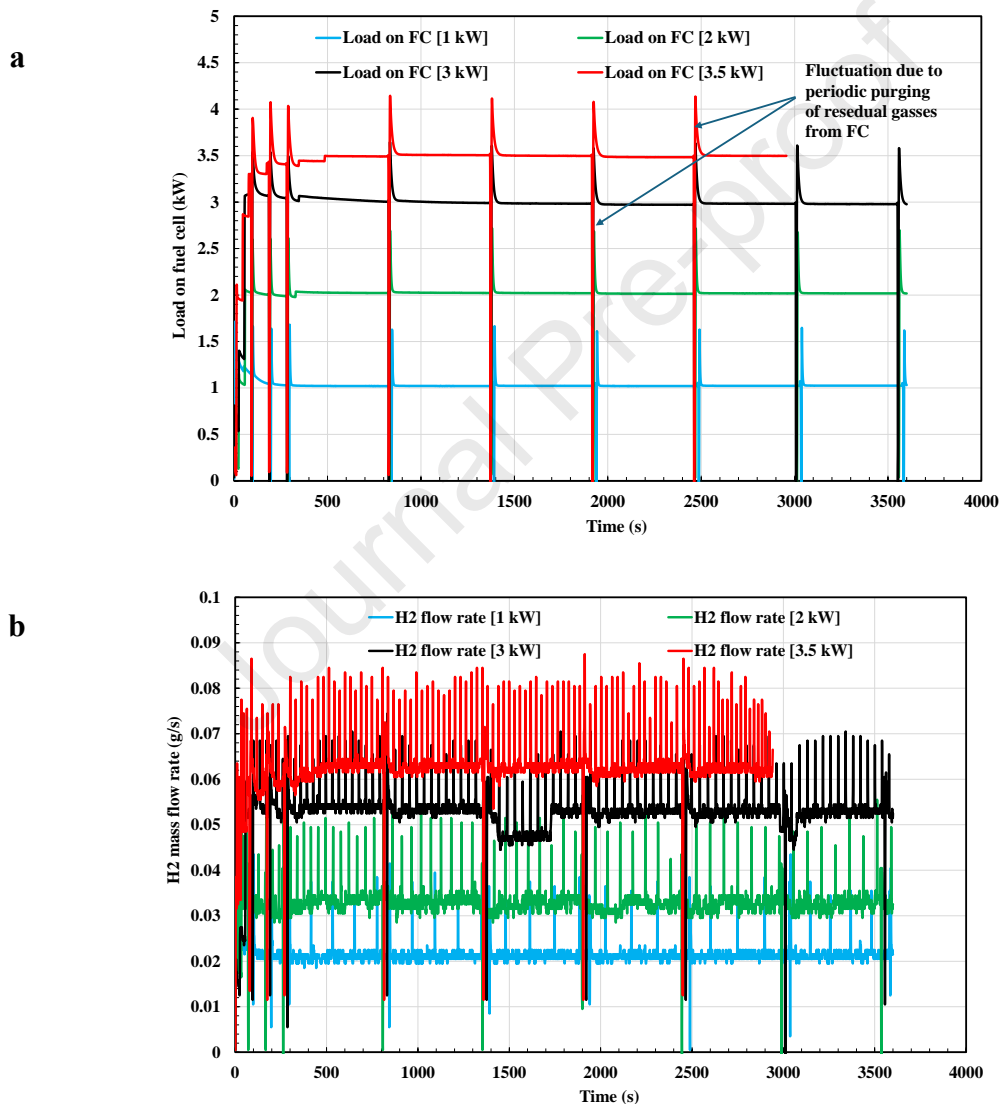 a
5
4.5
4
3.5
3
2.5
2
1.5
1
0.5
0
Load on fuel cell (kW)
Load on FC [1 kW]
Load on FC [2 kW]
Load on FC [3 kW]
Load on FC [3.5 kW]
Fluctuation due to
periodic purging
of resedual gasses
from FC
0 500 1000 1500 2000 2500 3000 3500 4000
Time (s)
Journal Pre-proof
b
0.1
0.09
0.08
0.07
0.06
0.05
0.04
0.03
0.02
0.01
0
H2 mass flow rate (g/s)
H2 flow rate [1 kW]
H2 flow rate [2 kW]
H2 flow rate [3 kW]
H2 flow rate [3.5 kW]
0 500 1000 1500 2000 2500 3000 3500 4000
Time (s)